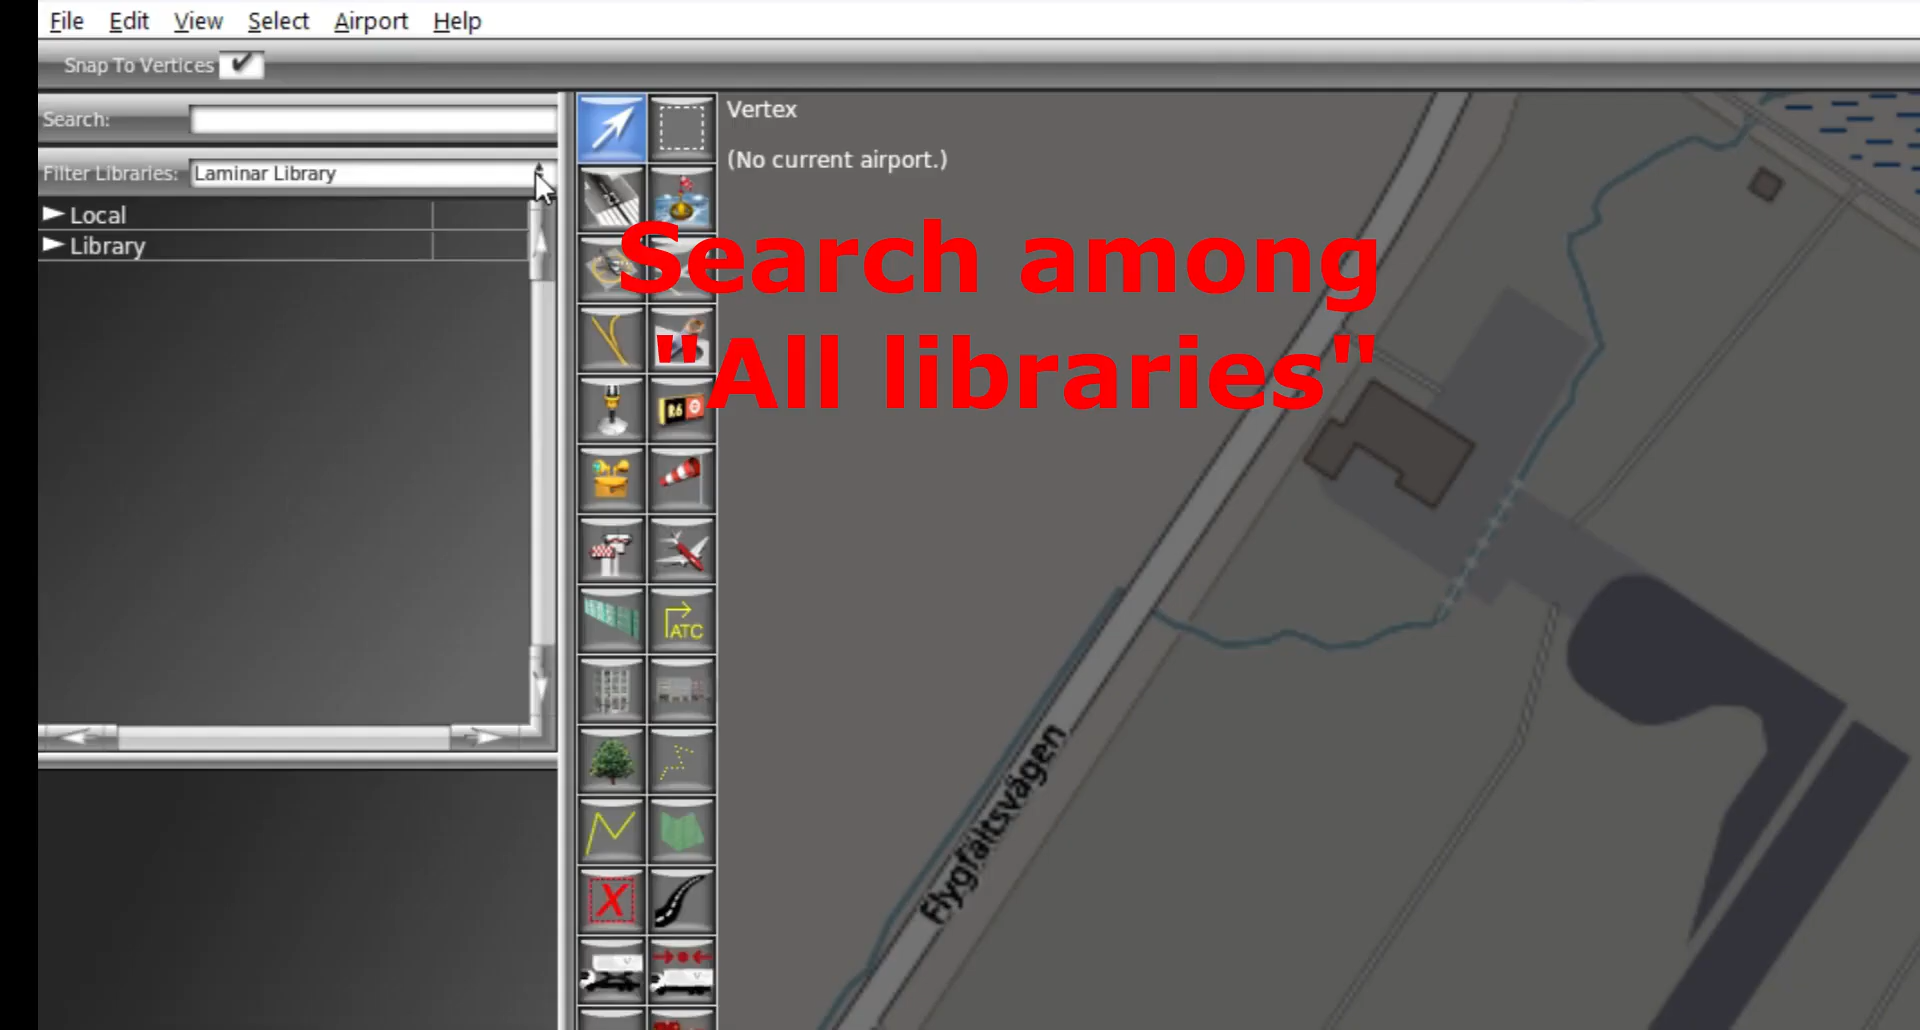 File Edit View Select Airport Help
Snap To Vertices
Search:
Filter Libraries: Laminar Library
Local
Library
Vertex
(No current airport.)
Search among
"All libraries"
R6
ATC
X
Flygfältsvägen